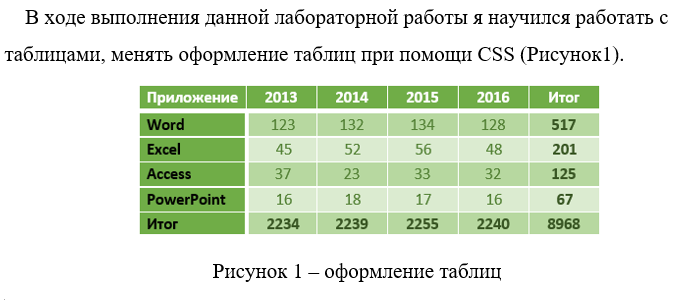 В ходе выполнения данной лабораторной работы я научился работать с
таблицами, менять оформление таблиц при помощи CSS (Рисунок1).
Приложение 2013 2014 2015 2016 Итог
Word 123 132 134 128 517
Excel 45 52 56 48 201
Access 37 23 33 32 125
PowerPoint 16 18 17 16 67
Итог 2234 2239 2255 2240 8968
Рисунок 1 – оформление таблиц